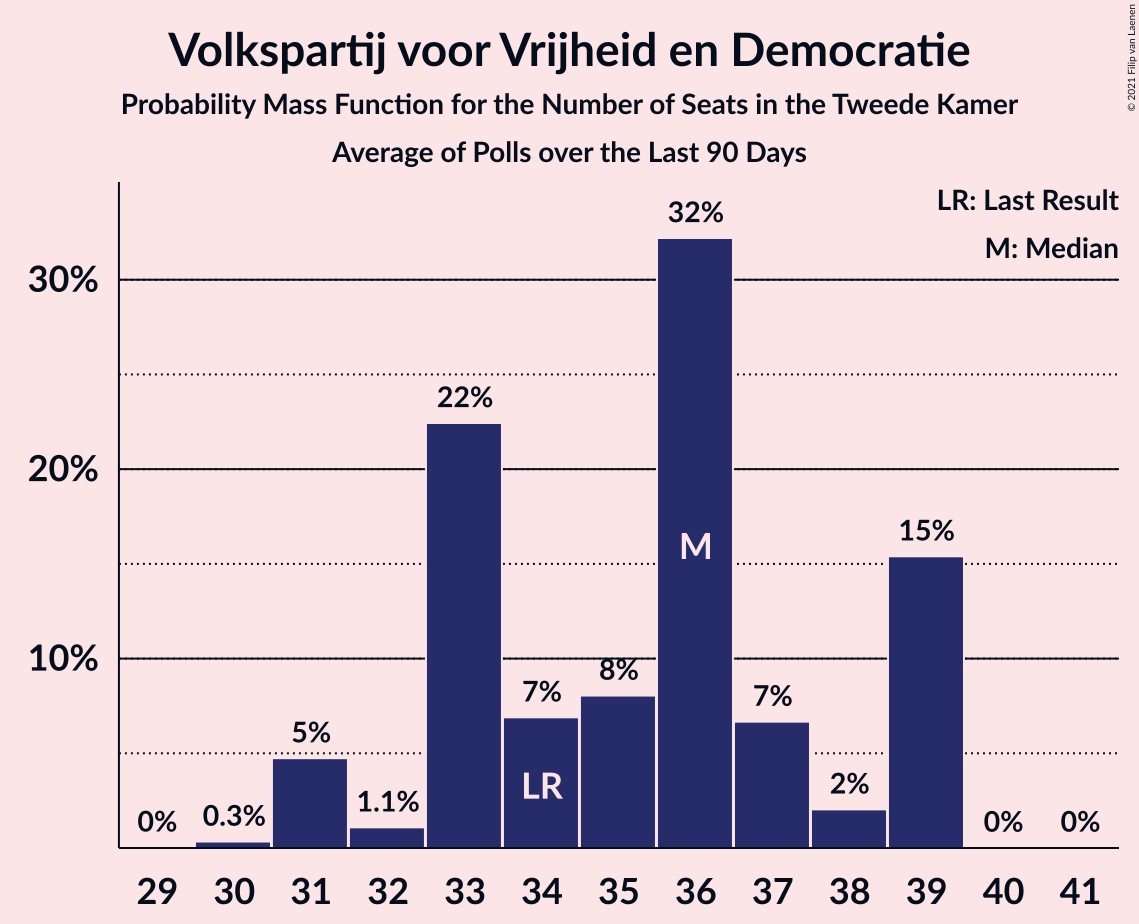 Volkspartij voor Vrijheid en Democratie
Probability Mass Function for the Number of Seats in the Tweede Kamer
Average of Polls over the Last 90 Days
© 2021 Filip van Laenen
LR: Last Result
M: Median
30%
20%
10%
0%
0.3%
5%
1.1%
22%
7%
8%
32%
7%
2%
15%
0%
0%
LR
M
29 30 31 32 33 34 35 36 37 38 39 40 41